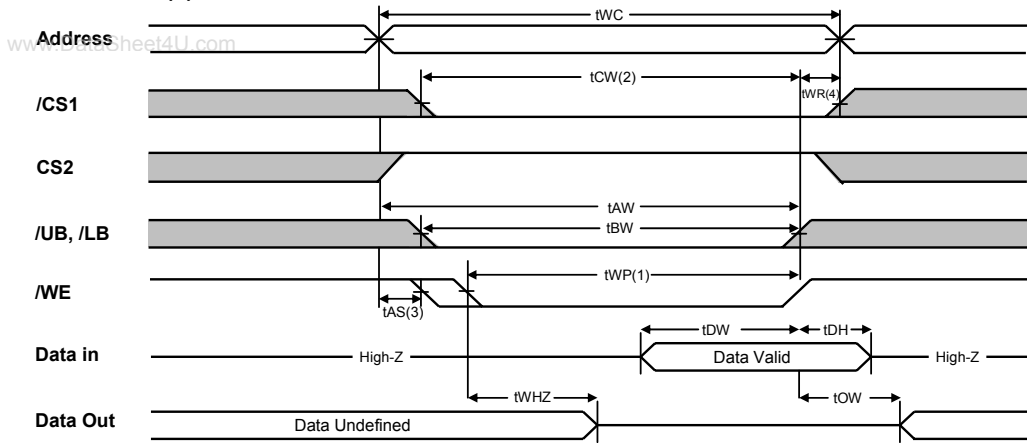 tWC
www.DataSheet4U.com
Address
tCW(2)
tWR(4)
/CS1
CS2
tAW
/UB, /LB
tBW
tWP(1)
/WE
tAS(3)
tDW
tDH
Data in
High-Z
Data Valid
High-Z
tWHZ
tOW
Data Out
Data Undefined